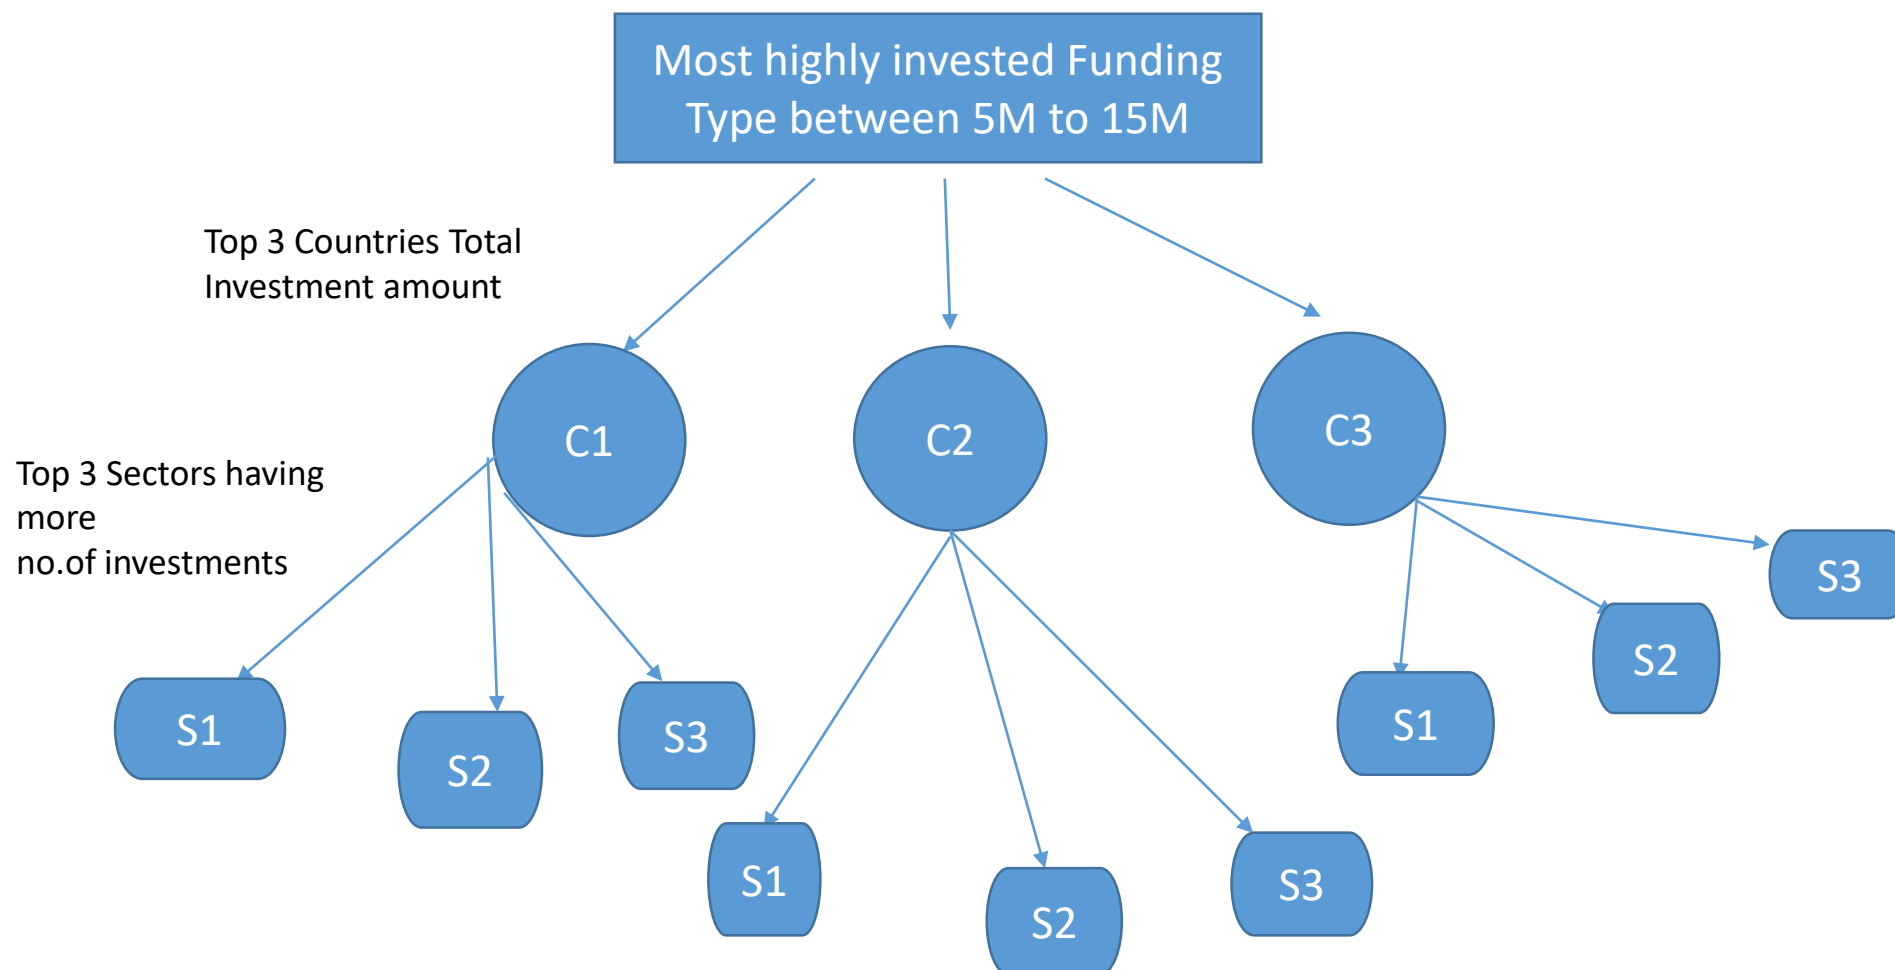 Most highly invested Funding
Type between 5M to 15M
Top 3 Countries Total
Investment amount
C1
C2
C3
Top 3 Sectors having
more
no.of investments
S1
S2
S3
S1
S2
S3
S1
S2
S3